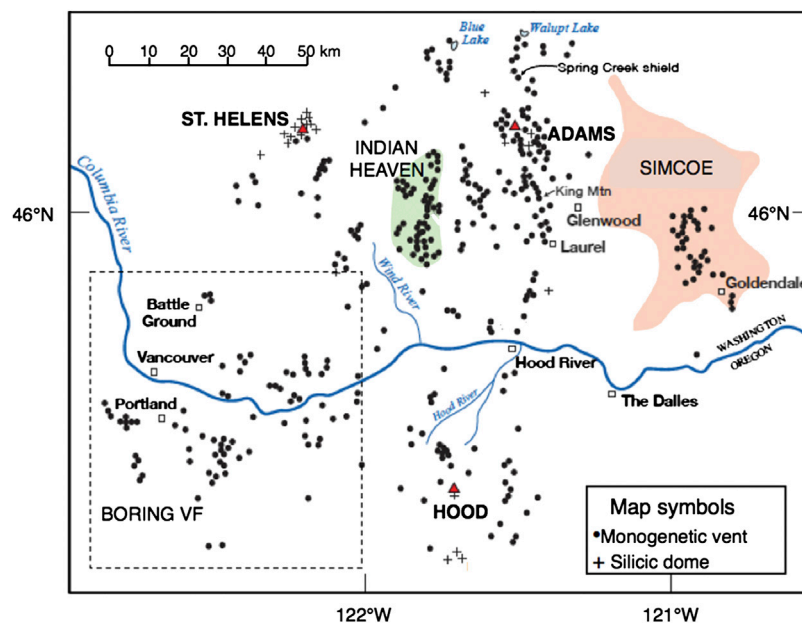 Blue
Lake
Walupt Lake
0 10 20 30 40 50 km
Spring Creek shield
ST. HELENS
ADAMS
INDIAN
HEAVEN
SIMCOE
Columbia River
King Mtn
46°N
46°N
Glenwood
Laurel
Wind River
Goldendale
Battle
Ground
WASHINGTON
OREGON
Vancouver
Hood River
The Dalles
Portland
Hood River
HOOD
BORING VF
Map symbols
Monogenetic vent
+ Silicic dome
122°W
121°W